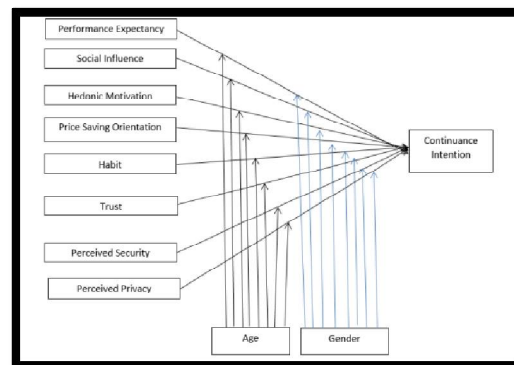 Performance Expectancy
Social Influence
Hedonic Motivation
Price Saving Orientation
Habit
Trust
Perceived Security
Perceived Privacy
Continuance
Intention
Age
Gender